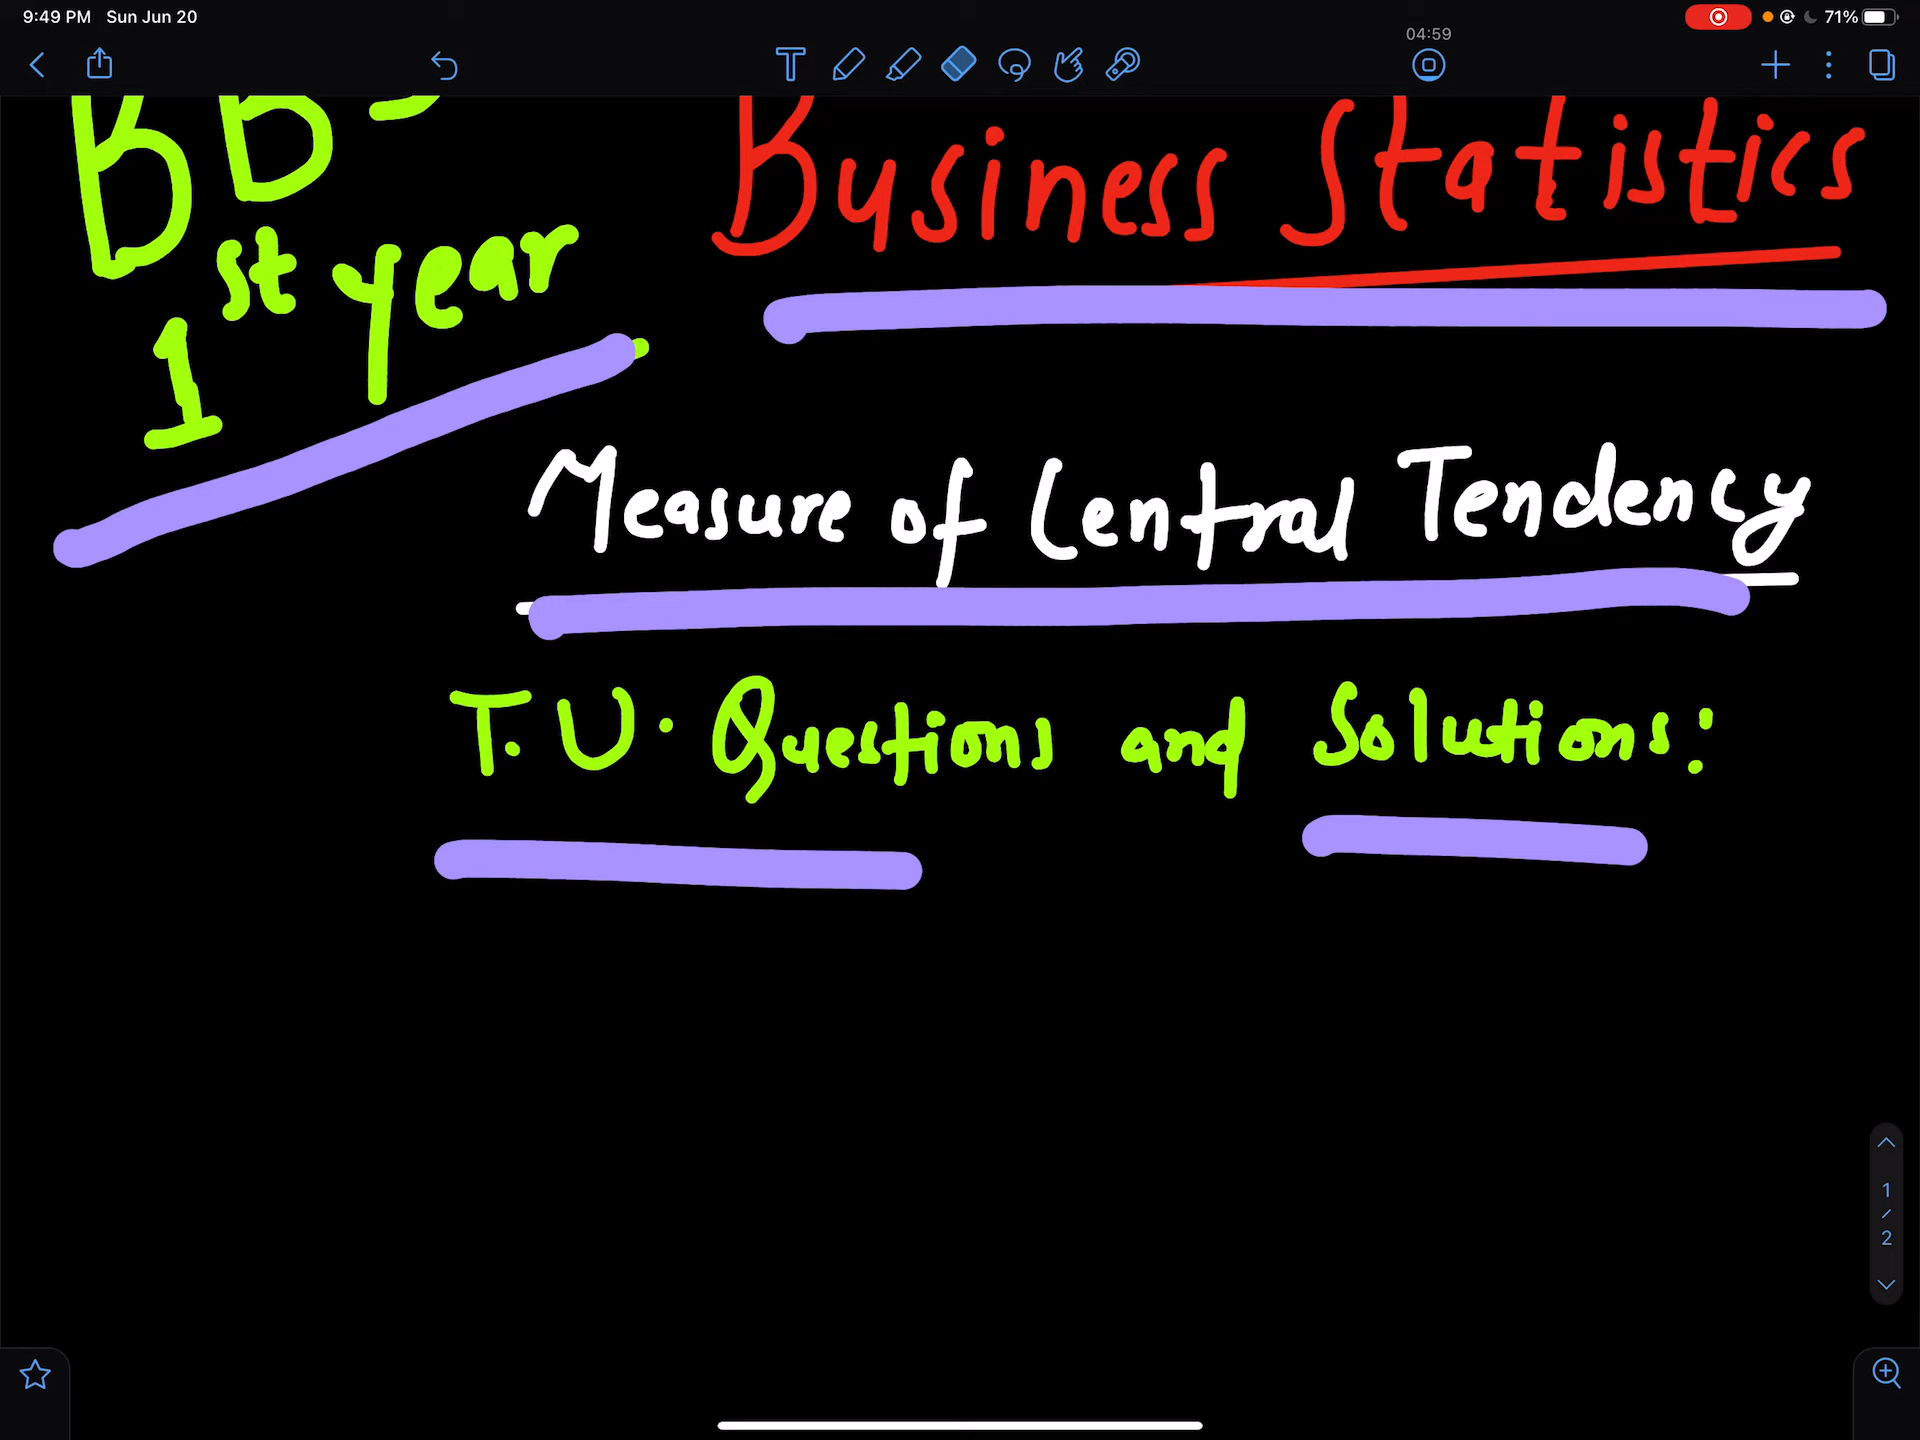 9:49 PM Sun Jun 20
71%
04:59
BBS
1st year
Business Statistics
Measure of Central Tendency
T.U. Questions and Solutions:
1
/
2